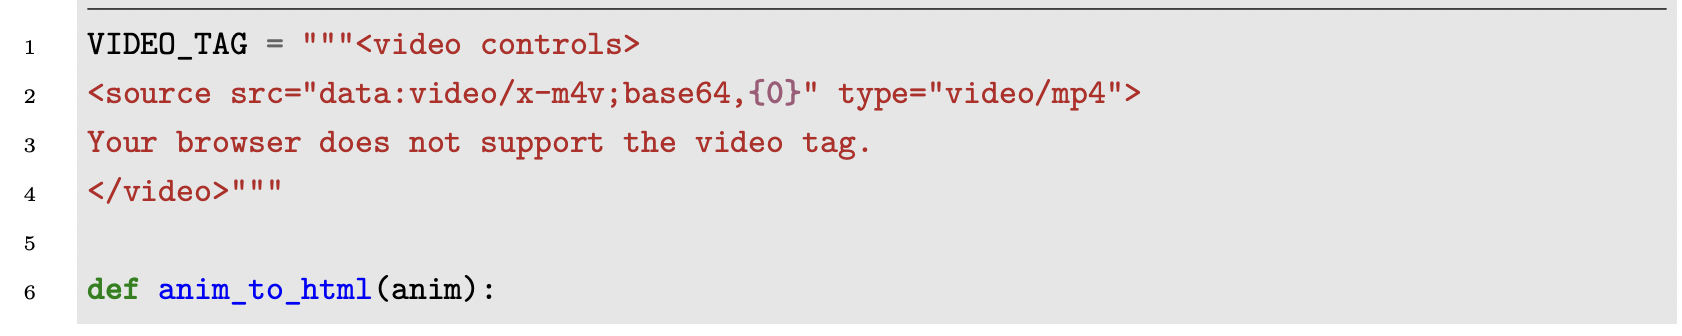 1 VIDEO_TAG = """<video controls>
2 <source src="data:video/x-m4v;base64,{0}" type="video/mp4">
3 Your browser does not support the video tag.
4 </video>"""
5
6 def anim_to_html(anim):